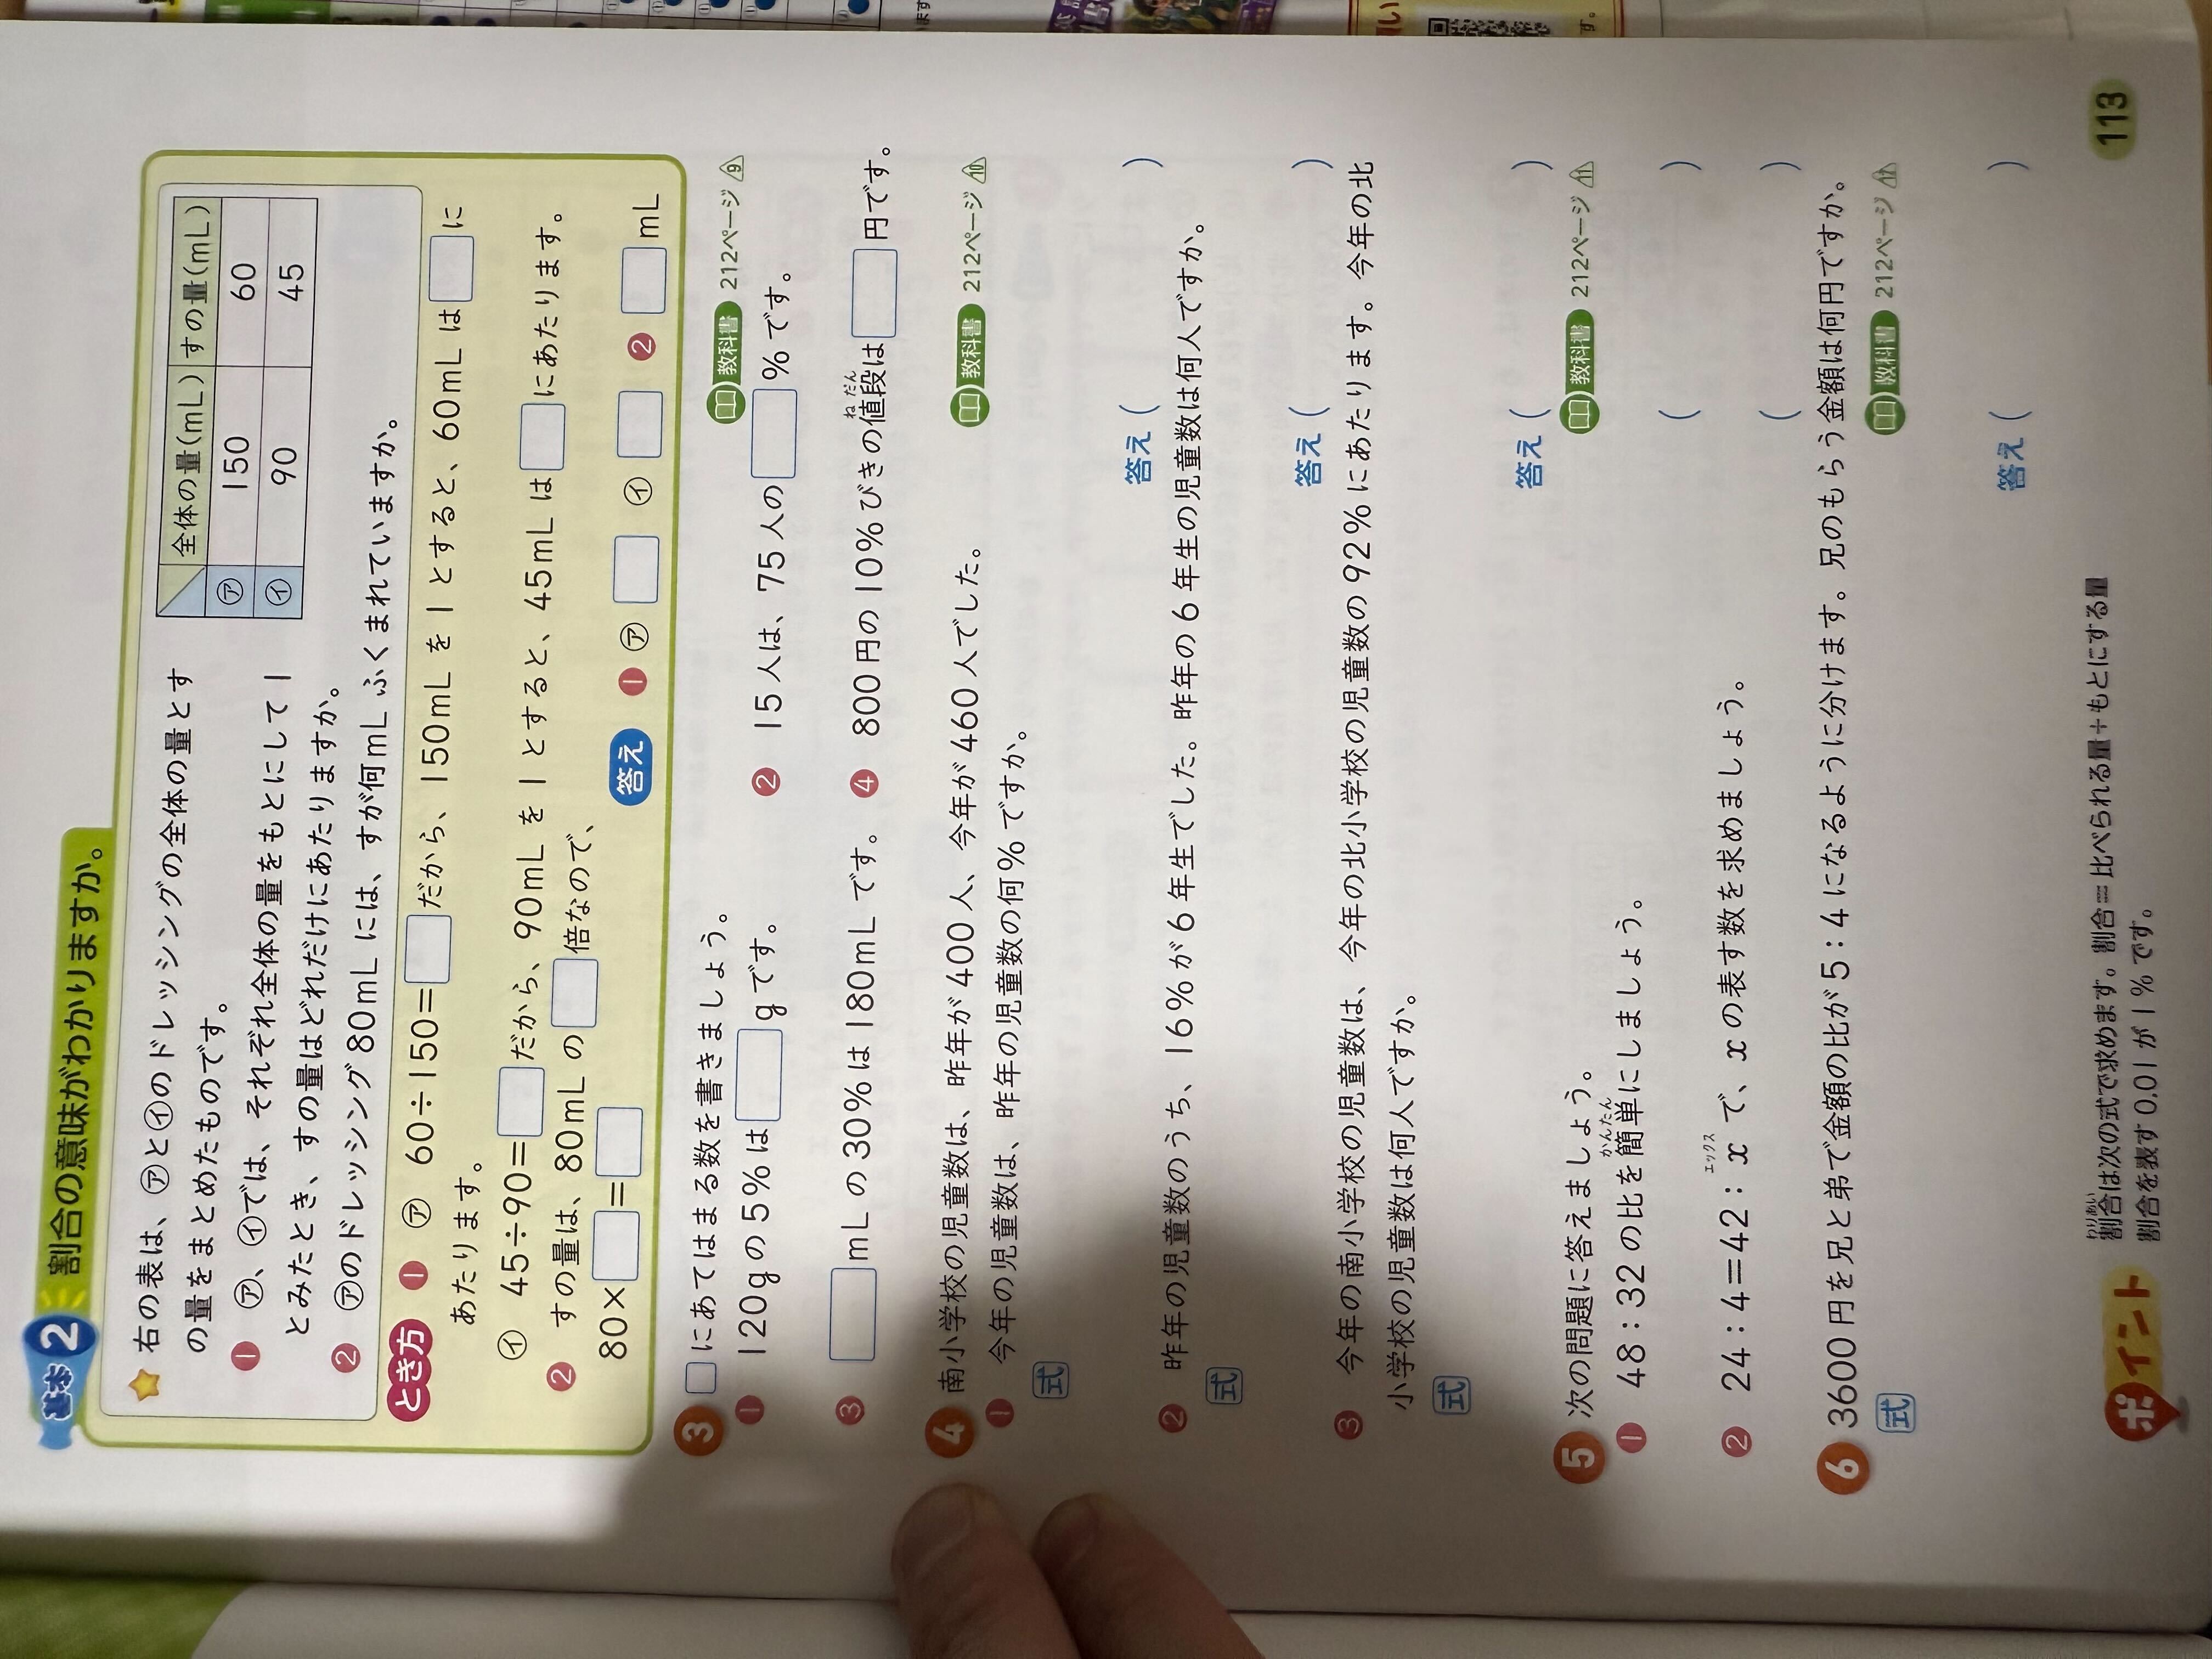 基本2 割合の意味がわかりますか。
右の表は、㋐と㋑のドレッシングの全体の量とす
の量をまとめたものです。
全体の量(mL) すの量(mL)
㋐ 150 60
㋑ 90 45
❶ ㋐、㋑では、それぞれ全体の量をもとにして1
とみたとき、すの量はどれだけにあたりますか。
❷ ㋐のドレッシング80mLには、すが何mLふくまれていますか。
とき方 ❶ ㋐ 60÷150=□だから、150mLを1とすると、60mLは□に
あたります。
㋑ 45÷90=□だから、90mLを1とすると、45mLは□にあたります。
❷ すの量は、80mLの□倍なので、
80×□=□
答え ❶ ㋐ □ ㋑ □ ❷ □ mL
3 □にあてはまる数を書きましょう。
教科書 212ページ 9
❶ 120gの5%は□gです。
❷ 15人は、75人の□%です。
❸ □mLの30%は180mLです。
❹ 800円の10%びきの値段は□円です。
ねだん
4 南小学校の児童数は、昨年が400人、今年が460人でした。
教科書 212ページ 10
❶ 今年の児童数は、昨年の児童数の何%ですか。
式
答え ( )
❷ 昨年の児童数のうち、16%が6年生でした。昨年の6年生の児童数は何人ですか。
式
答え ( )
❸ 今年の南小学校の児童数は、今年の北小学校の児童数の92%にあたります。今年の北
小学校の児童数は何人ですか。
式
答え ( )
5 次の問題に答えましょう。
教科書 212ページ 11
❶ 48：32の比を簡単にしましょう。
かんたん
( )
❷ 24：4=42：xで、xの表す数を求めましょう。
エックス
( )
6 3600円を兄と弟で金額の比が5：4になるように分けます。兄のもらう金額は何円ですか。
教科書 212ページ 12
式
答え ( )
ポイント
わりあい
割合は次の式で求めます。割合＝比べられる量÷もとにする量
割合を表す0.01が1%です。
113